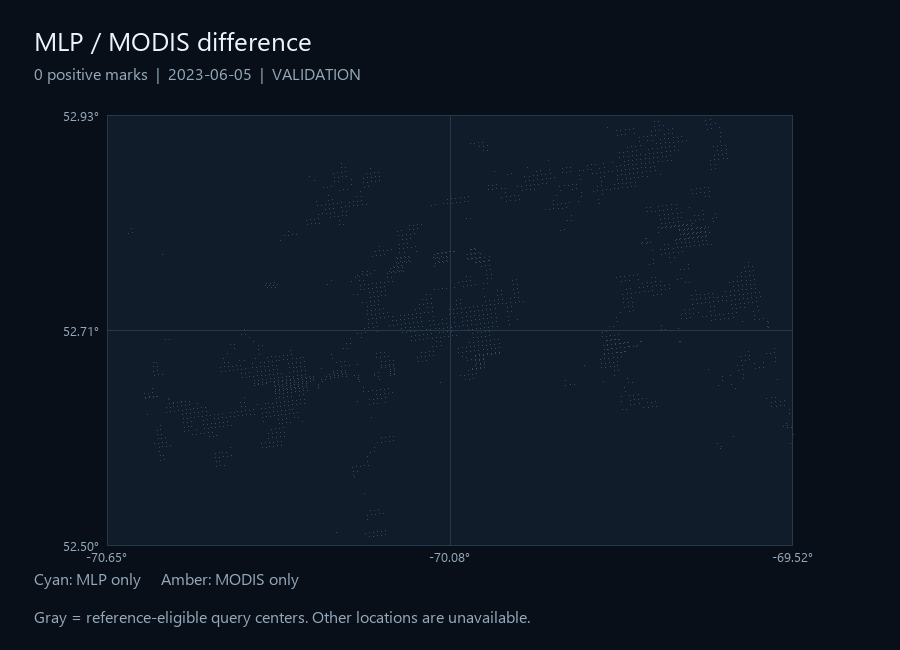 MLP / MODIS difference
0 positive marks | 2023-06-05 | VALIDATION
52.93°
52.71°
52.50°
-70.65° -70.08° -69.52°
Cyan: MLP only Amber: MODIS only
Gray = reference-eligible query centers. Other locations are unavailable.